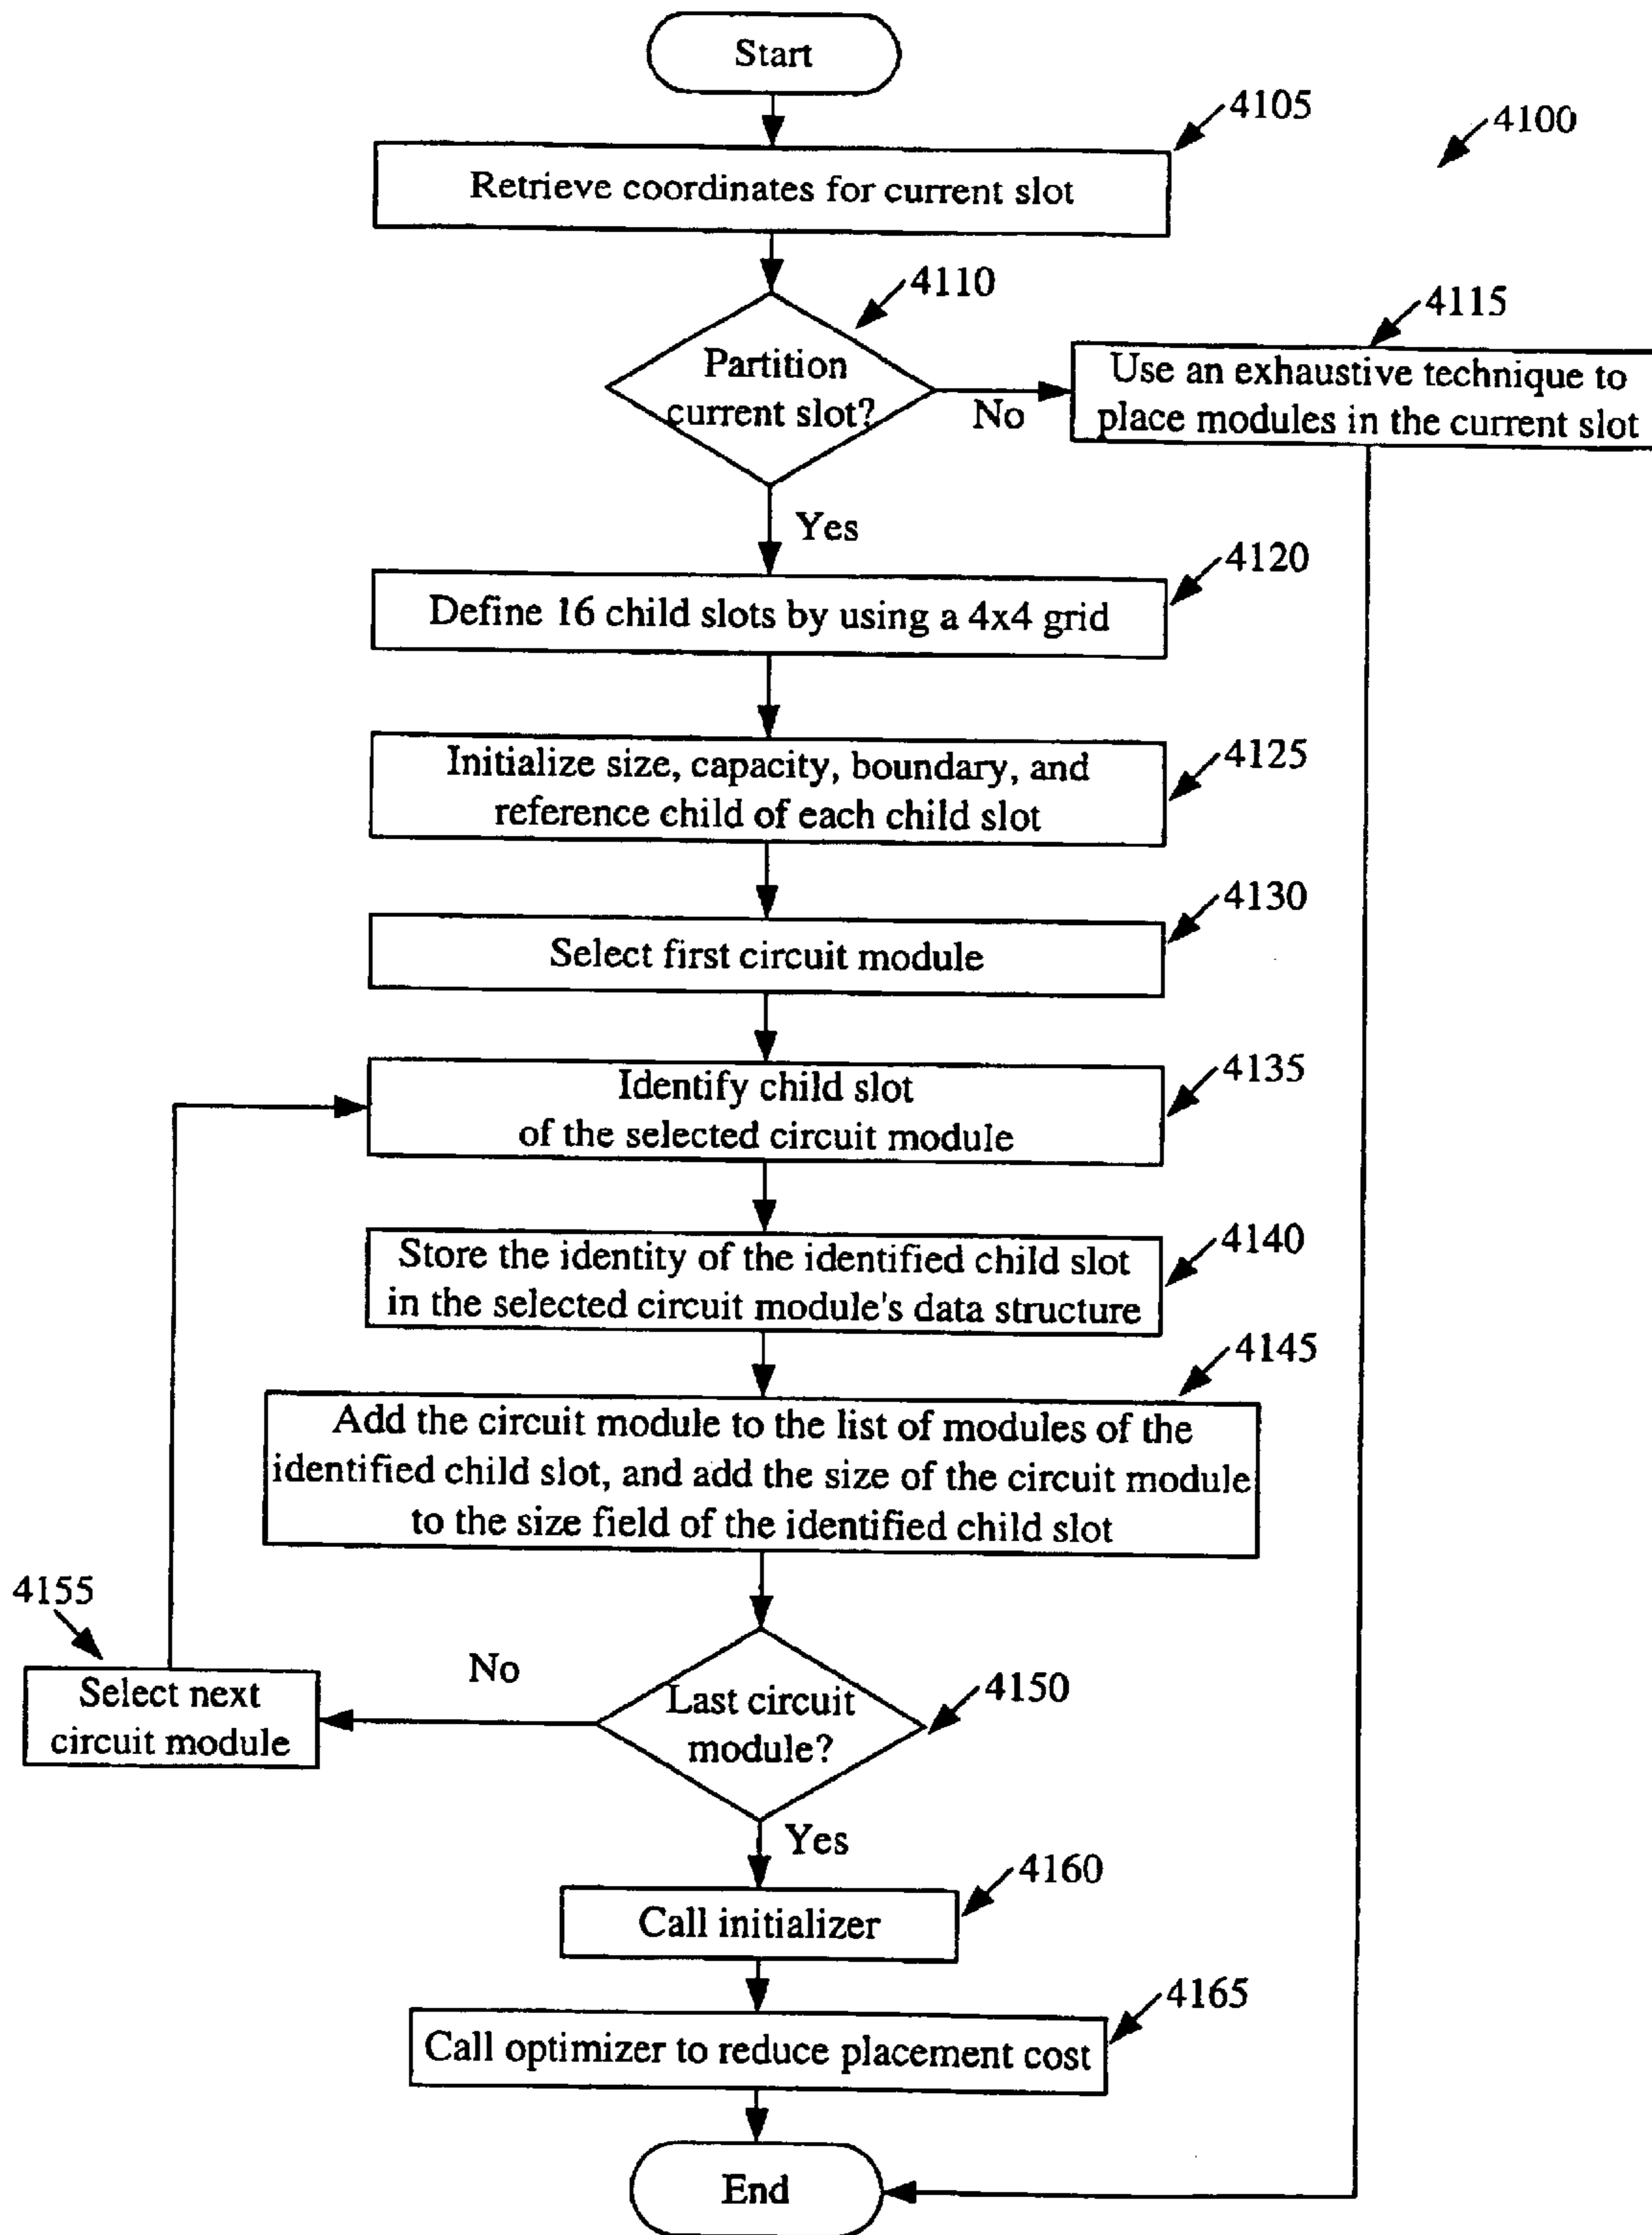 Start
4105
4100
Retrieve coordinates for current slot
4110
4115
Partition
current slot?
No
Use an exhaustive technique to
place modules in the current slot
Yes
4120
Define 16 child slots by using a 4x4 grid
4125
Initialize size, capacity, boundary, and
reference child of each child slot
4130
Select first circuit module
4135
Identify child slot
of the selected circuit module
4140
Store the identity of the identified child slot
in the selected circuit module's data structure
4145
Add the circuit module to the list of modules of the
identified child slot, and add the size of the circuit module
to the size field of the identified child slot
4155
No
4150
Last circuit
module?
Select next
circuit module
Yes
4160
Call initializer
4165
Call optimizer to reduce placement cost
End